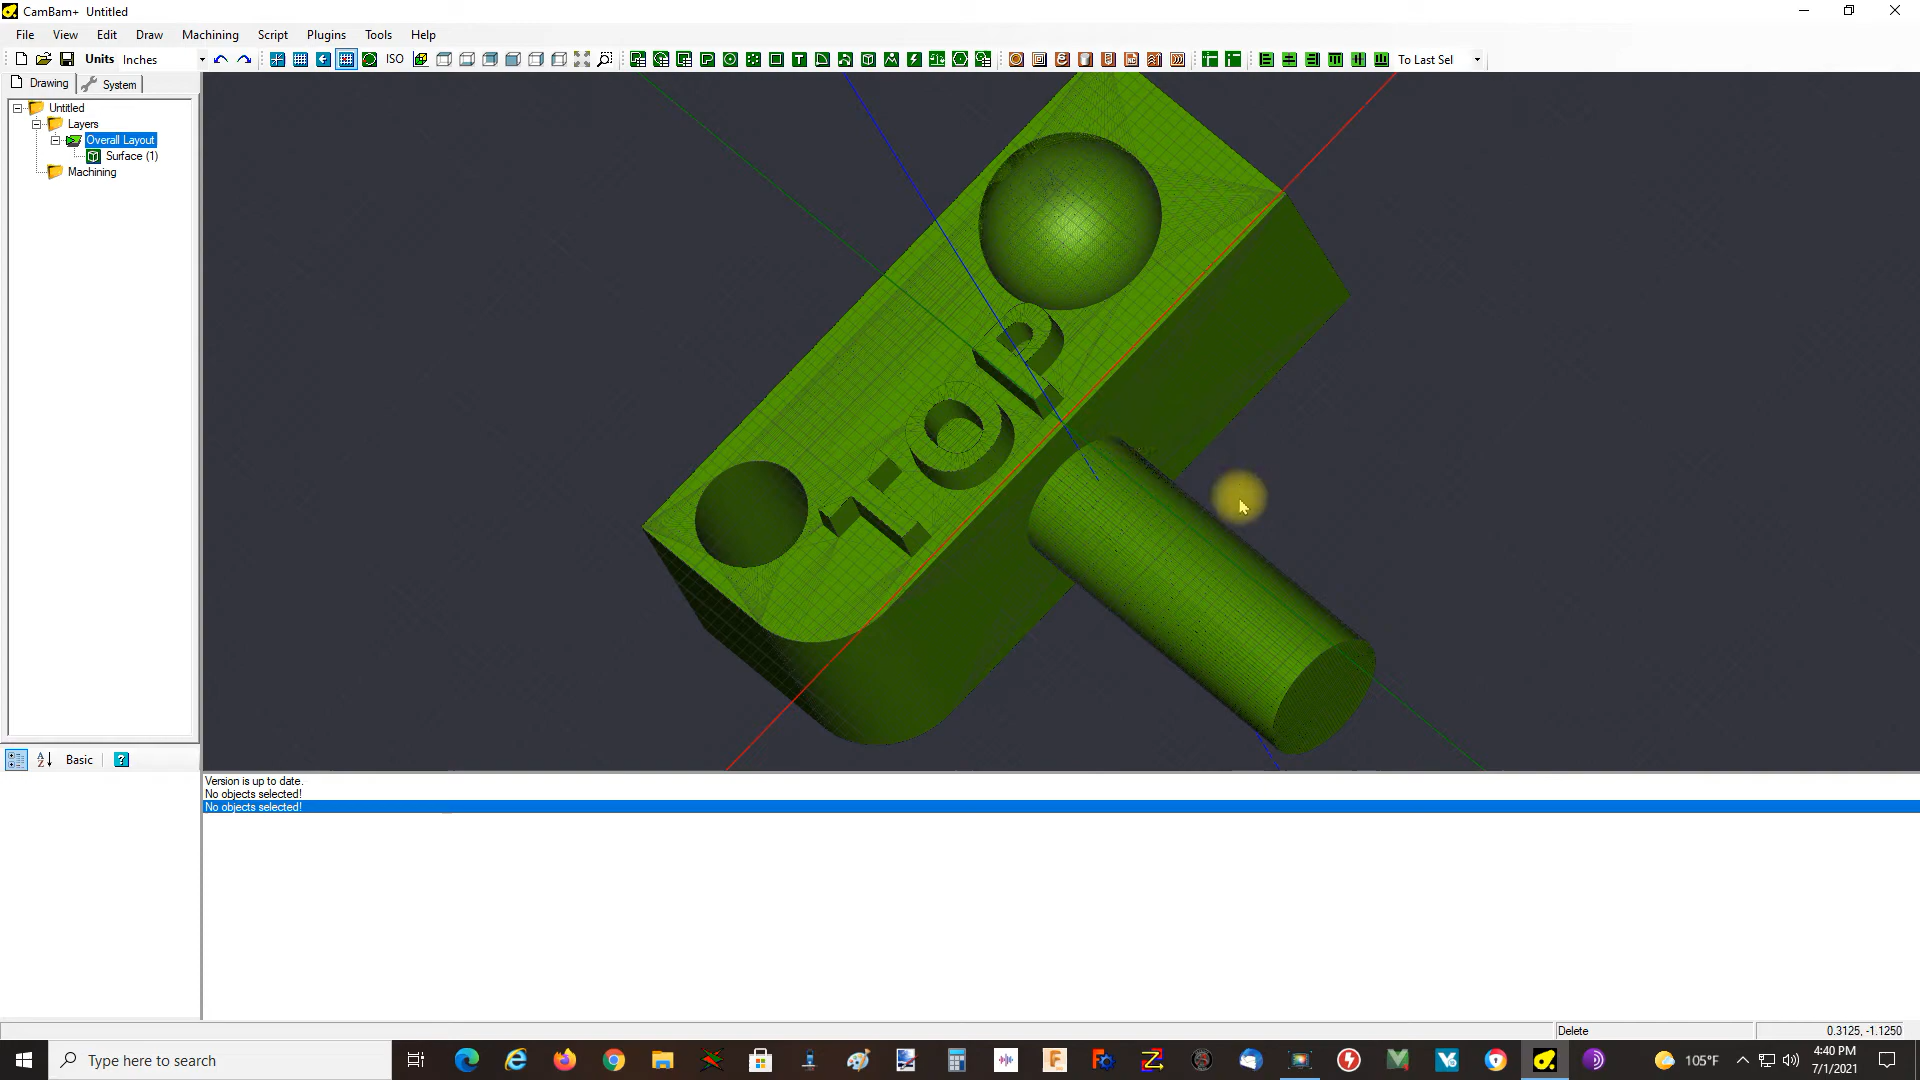 CamBam+ Untitled
File View Edit Draw Machining Script Plugins Tools Help
Units Inches ISO To Last Sel
Drawing System
Untitled
Layers
Overall Layout
Surface (1)
Machining
TOP
Basic
Version is up to date.
No objects selected!
No objects selected!
Delete 0.3125, -1.1250
Type here to search
105°F
4:40 PM
7/1/2021